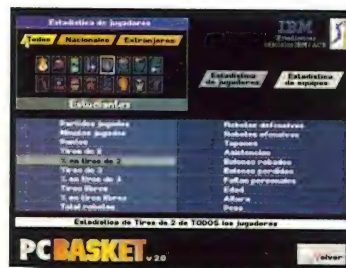 Estadística de jugadores
Todos Nacionales Extranjeros
IBM
Estudiantes
Estadística de jugadores
Estadística de equipos
Partidos jugados
Minutos jugados
Puntos
Tiros de 2
% en tiros de 2
Tiros de 3
% en tiros de 3
Tiros libres
% en tiros libres
Total rebotes
Rebotes defensivos
Rebotes ofensivos
Tapones
Asistencias
Balones robados
Balones perdidos
Faltas personales
Edad
Altura
Peso
Estadística de Tiros de 2 de TODOS los jugadores
PC BASKET v 2.0
Volver